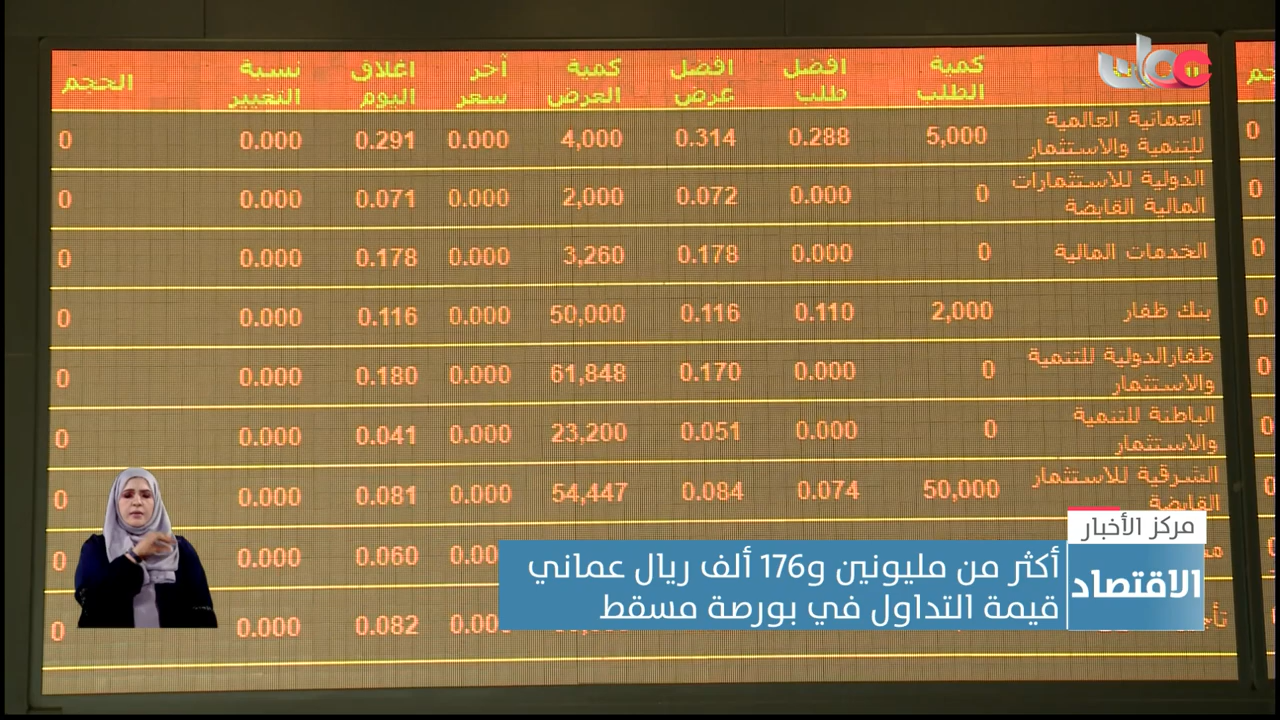 كمية الطلب افضل طلب افضل عرض كمية العرض آخر سعر اغلاق اليوم نسبة التغيير الحجم
العمانية العالمية للتنمية والاستثمار 5,000 0.288 0.314 4,000 0.000 0.291 0.000 0
الدولية للاستثمارات المالية القابضة 0 0.000 0.072 2,000 0.000 0.071 0.000 0
الخدمات المالية 0 0.000 0.178 3,260 0.000 0.178 0.000 0
بنك ظفار 2,000 0.110 0.116 50,000 0.000 0.116 0.000 0
ظفارالدولية للتنمية والاستثمار 0 0.000 0.170 61,848 0.000 0.180 0.000 0
الباطنة للتنمية والاستثمار 0 0.000 0.051 23,200 0.000 0.041 0.000 0
الشرقية للاستثمار القابضة 50,000 0.074 0.084 54,447 0.000 0.081 0.000 0
0.060 0.000 0
0.082 0.000 0
مركز الأخبار
الاقتصاد
أكثر من مليونين و176 ألف ريال عماني
قيمة التداول في بورصة مسقط